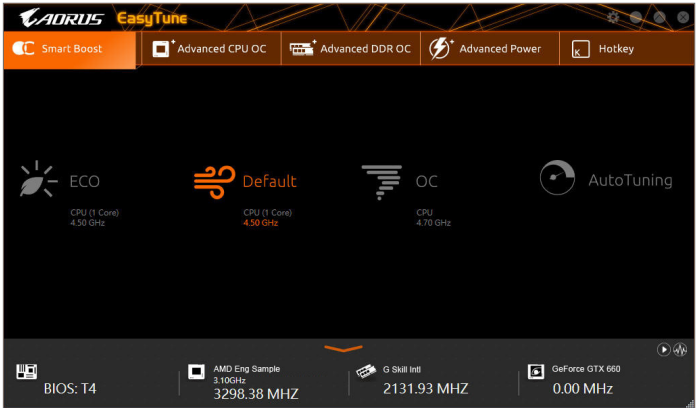 AORUS EasyTune
Smart Boost
Advanced CPU OC
Advanced DDR OC
Advanced Power
K
Hotkey
ECO
CPU (1 Core)
4.50 GHz
Default
CPU (1 Core)
4.50 GHz
OC
CPU
4.70 GHz
AutoTuning
BIOS: T4
AMD Eng Sample
3.10GHz
3298.38 MHZ
G Skill Intl
2131.93 MHZ
GeForce GTX 660
0.00 MHz